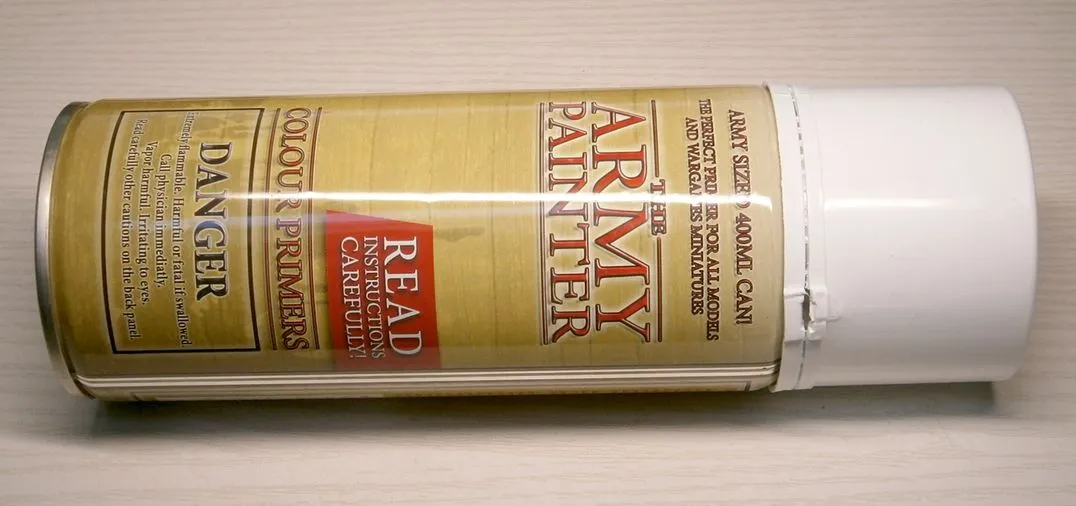 ARMY SIZED 400ML CAN!
THE PERFECT PRIMER FOR ALL MODELS
AND WARGAMES MINIATURES
THE
ARMY
PAINTER
READ
INSTRUCTIONS
CAREFULLY!
COLOUR PRIMERS
DANGER
Extremely flammable. Harmful or fatal if swallowed.
Call physician immediatly.
Vapor harmful. Irritating to eyes.
Read carefully other cautions on the back panel.